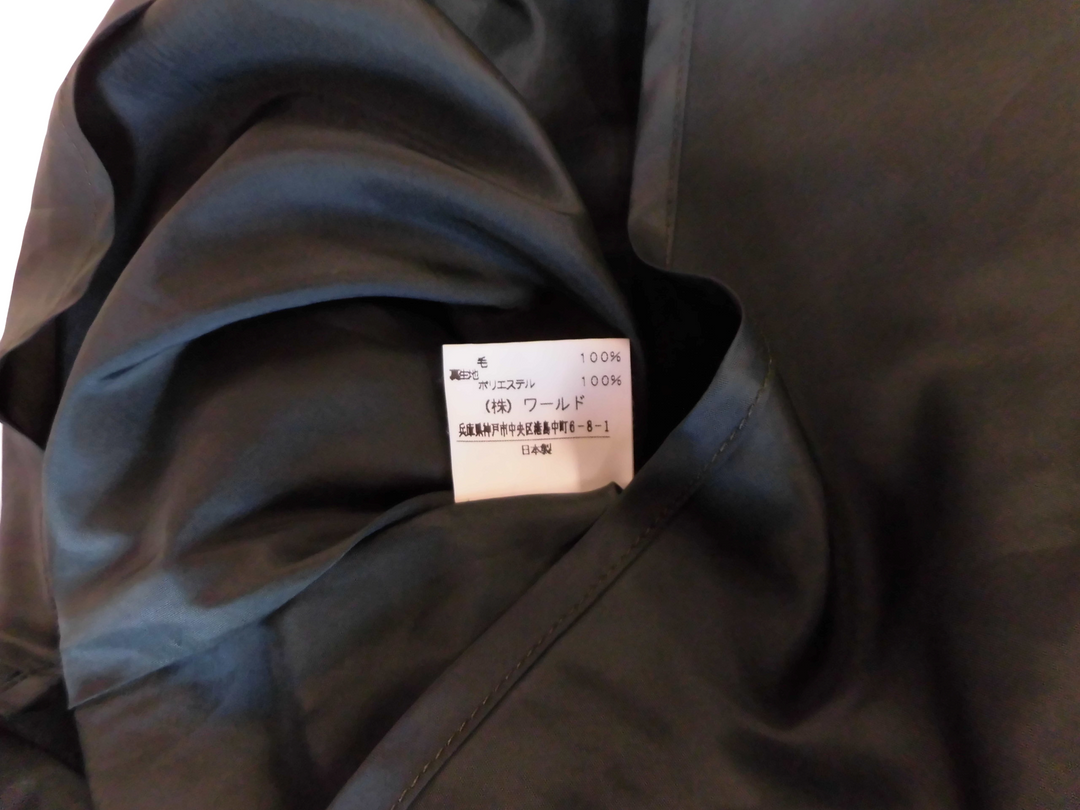 毛 100%
裏生地
ポリエステル 100%
(株) ワールド
兵庫県神戸市中央区港島中町6-8-1
日本製